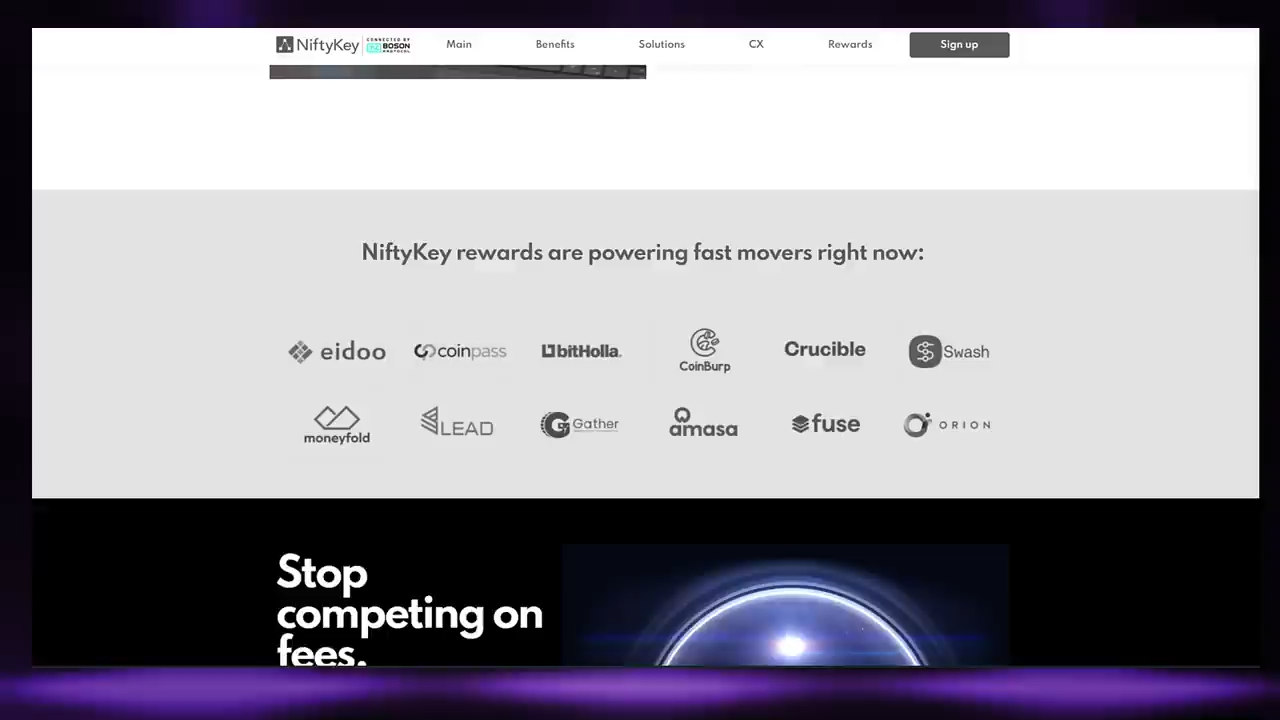 NiftyKey
CONNECTED BY
BOSON
PROTOCOL
Main
Benefits
Solutions
CX
Rewards
Sign up
NiftyKey rewards are powering fast movers right now:
eidoo
coinpass
bitHolla.
CoinBurp
Crucible
Swash
moneyfold
LEAD
Gather
amasa
fuse
ORION
Stop
competing on
fees.